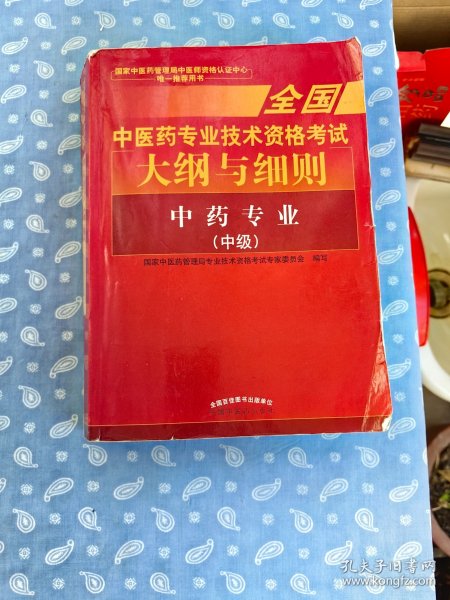 国家中医药管理局中医师资格认证中心
唯一推荐用书
全国
中医药专业技术资格考试
大纲与细则
中药专业
（中级）
国家中医药管理局专业技术资格考试专家委员会 编写
全国百佳图书出版单位
孔夫子旧书网
www.kongfz.com